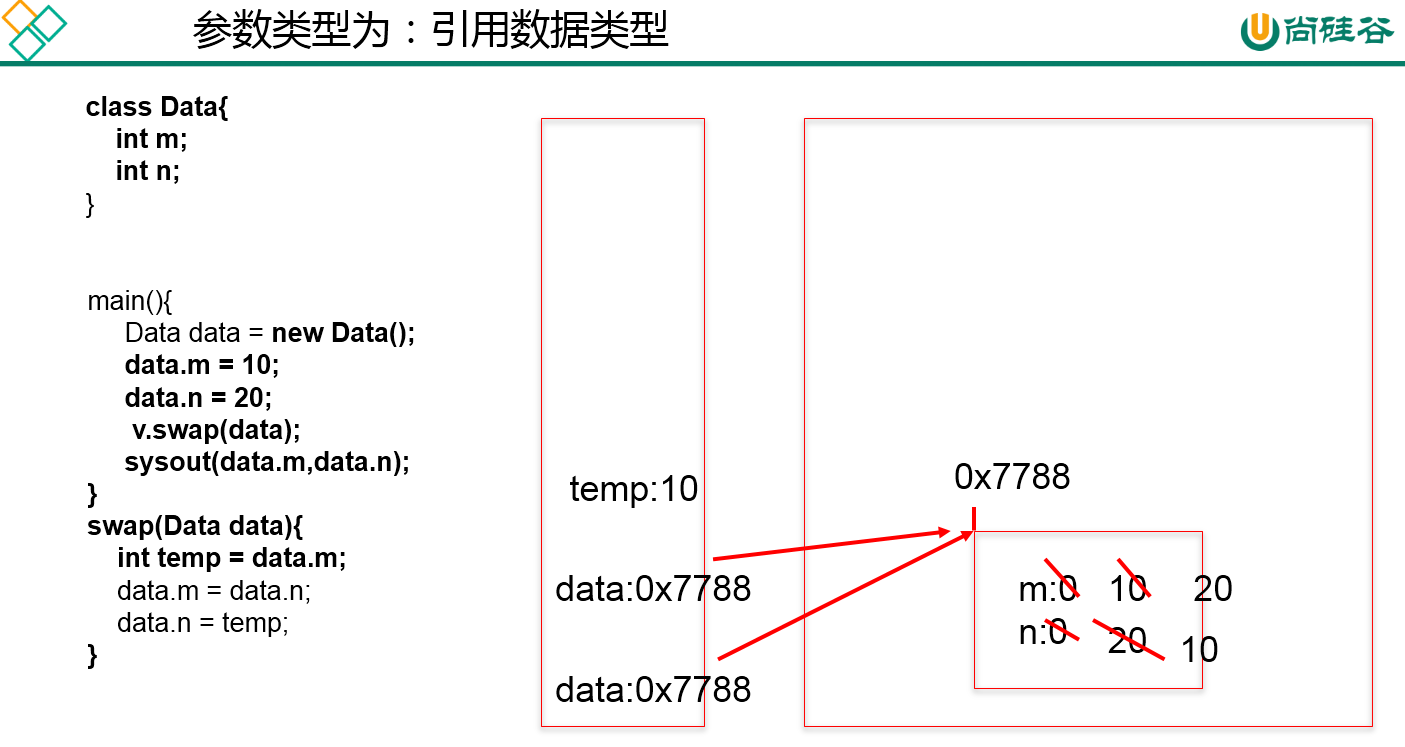 参数类型为：引用数据类型
尚硅谷
class Data{
int m;
int n;
}
main(){
Data data = new Data();
data.m = 10;
data.n = 20;
v.swap(data);
sysout(data.m,data.n);
}
swap(Data data){
int temp = data.m;
data.m = data.n;
data.n = temp;
}
temp:10
data:0x7788
data:0x7788
0x7788
m:0 10 20
n:0 20 10